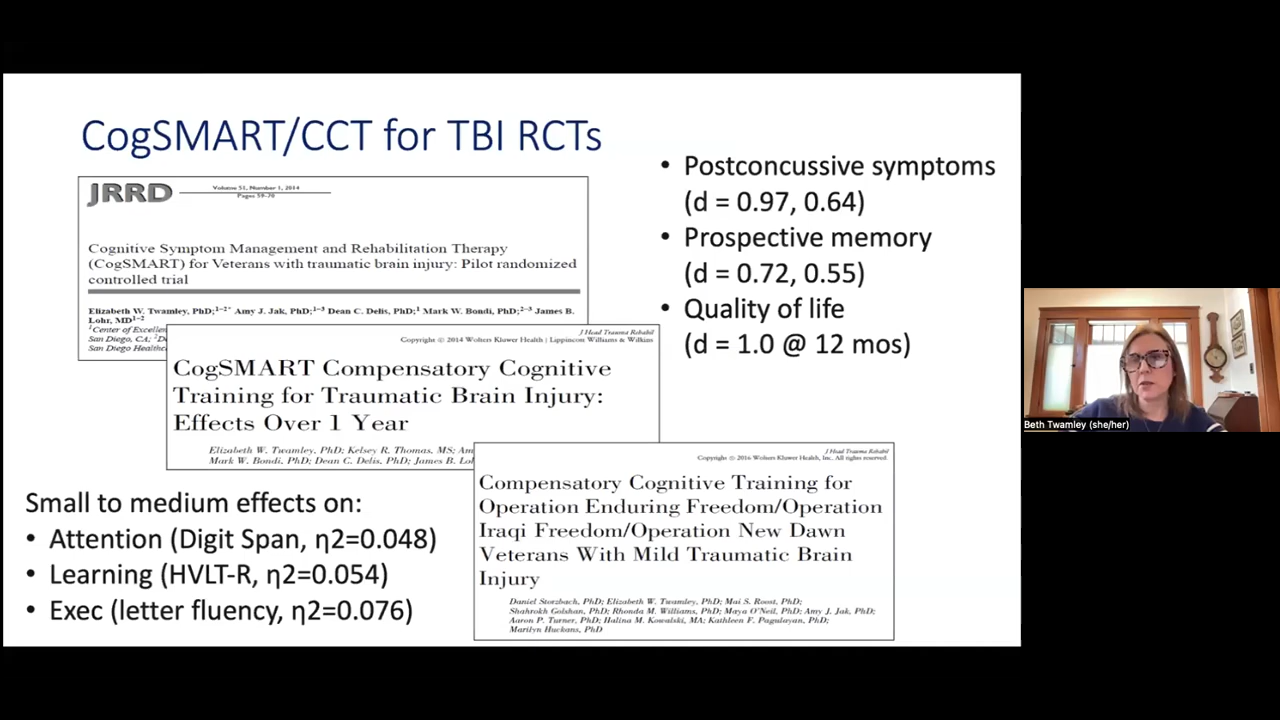 CogSMART/CCT for TBI RCTs
JRRD
Volume 51, Number 1, 2014
Pages 59–70
Cognitive Symptom Management and Rehabilitation Therapy
(CogSMART) for Veterans with traumatic brain injury: Pilot randomized
controlled trial
Elizabeth W. Twamley, PhD;1–2* Amy J. Jak, PhD;1–3 Dean C. Delis, PhD;1 Mark W. Bondi, PhD;2–3 James B.
Lohr, MD1–2
1Center of Excellen
San Diego, CA; 2D
San Diego Healthc
J Head Trauma Rehabil
Copyright © 2014 Wolters Kluwer Health | Lippincott Williams & Wilkins
CogSMART Compensatory Cognitive
Training for Traumatic Brain Injury:
Effects Over 1 Year
Elizabeth W. Twamley, PhD; Kelsey R. Thomas, MS; Am
Mark W. Bondi, PhD; Dean C. Delis, PhD; James B. Lo
J Head Trauma Rehabil
Copyright © 2016 Wolters Kluwer Health, Inc. All rights reserved.
Compensatory Cognitive Training for
Operation Enduring Freedom/Operation
Iraqi Freedom/Operation New Dawn
Veterans With Mild Traumatic Brain
Injury
Daniel Storzbach, PhD; Elizabeth W. Twamley, PhD; Mai S. Roost, PhD;
Shahrokh Golshan, PhD; Rhonda M. Williams, PhD; Maya O'Neil, PhD; Amy J. Jak, PhD;
Aaron P. Turner, PhD; Halina M. Kowalski, MA; Kathleen F. Pagulayan, PhD;
Marilyn Huckans, PhD
• Postconcussive symptoms
(d = 0.97, 0.64)
• Prospective memory
(d = 0.72, 0.55)
• Quality of life
(d = 1.0 @ 12 mos)
Small to medium effects on:
• Attention (Digit Span, η2=0.048)
• Learning (HVLT-R, η2=0.054)
• Exec (letter fluency, η2=0.076)
Beth Twamley (she/her)